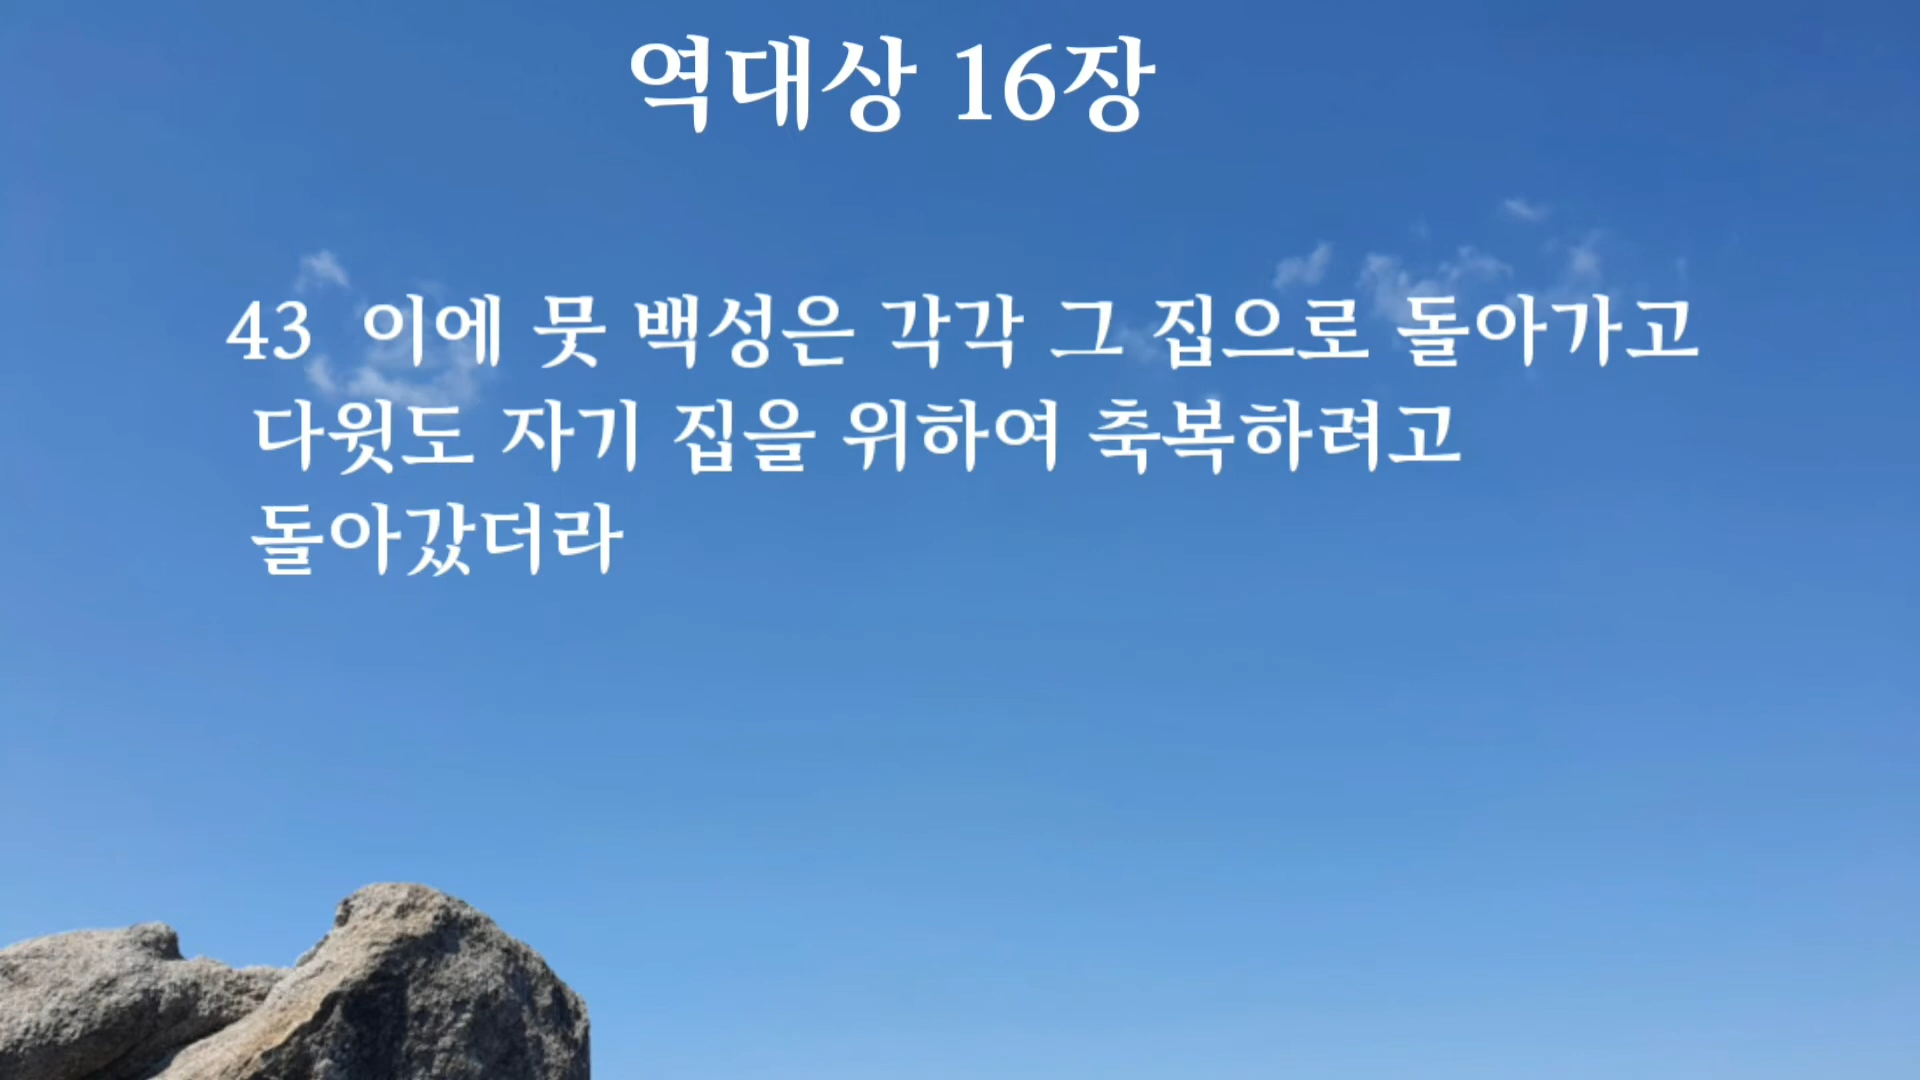 역대상 16장
43 이에 뭇 백성은 각각 그 집으로 돌아가고
다윗도 자기 집을 위하여 축복하려고
돌아갔더라